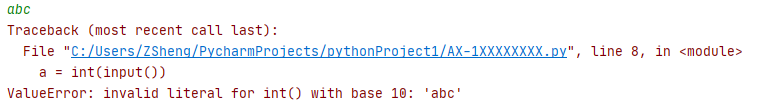 abc
Traceback (most recent call last):
  File "C:/Users/ZSheng/PycharmProjects/pythonProject1/AX-1XXXXXXXX.py", line 8, in <module>
    a = int(input())
ValueError: invalid literal for int() with base 10: 'abc'